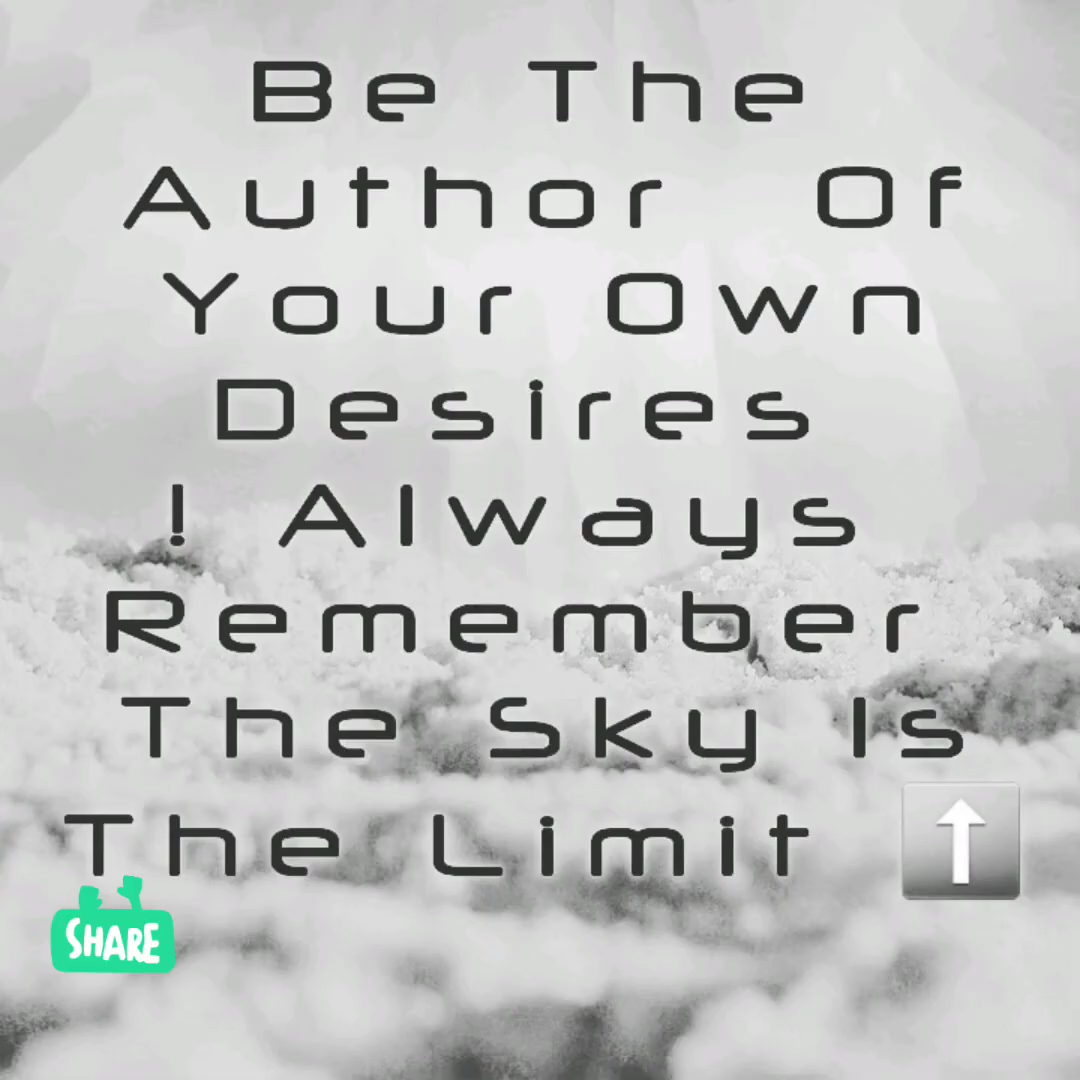 Be The
Author Of
Your Own
Desires
! Always
Remember
The Sky Is
The Limit ⬆
SHARE